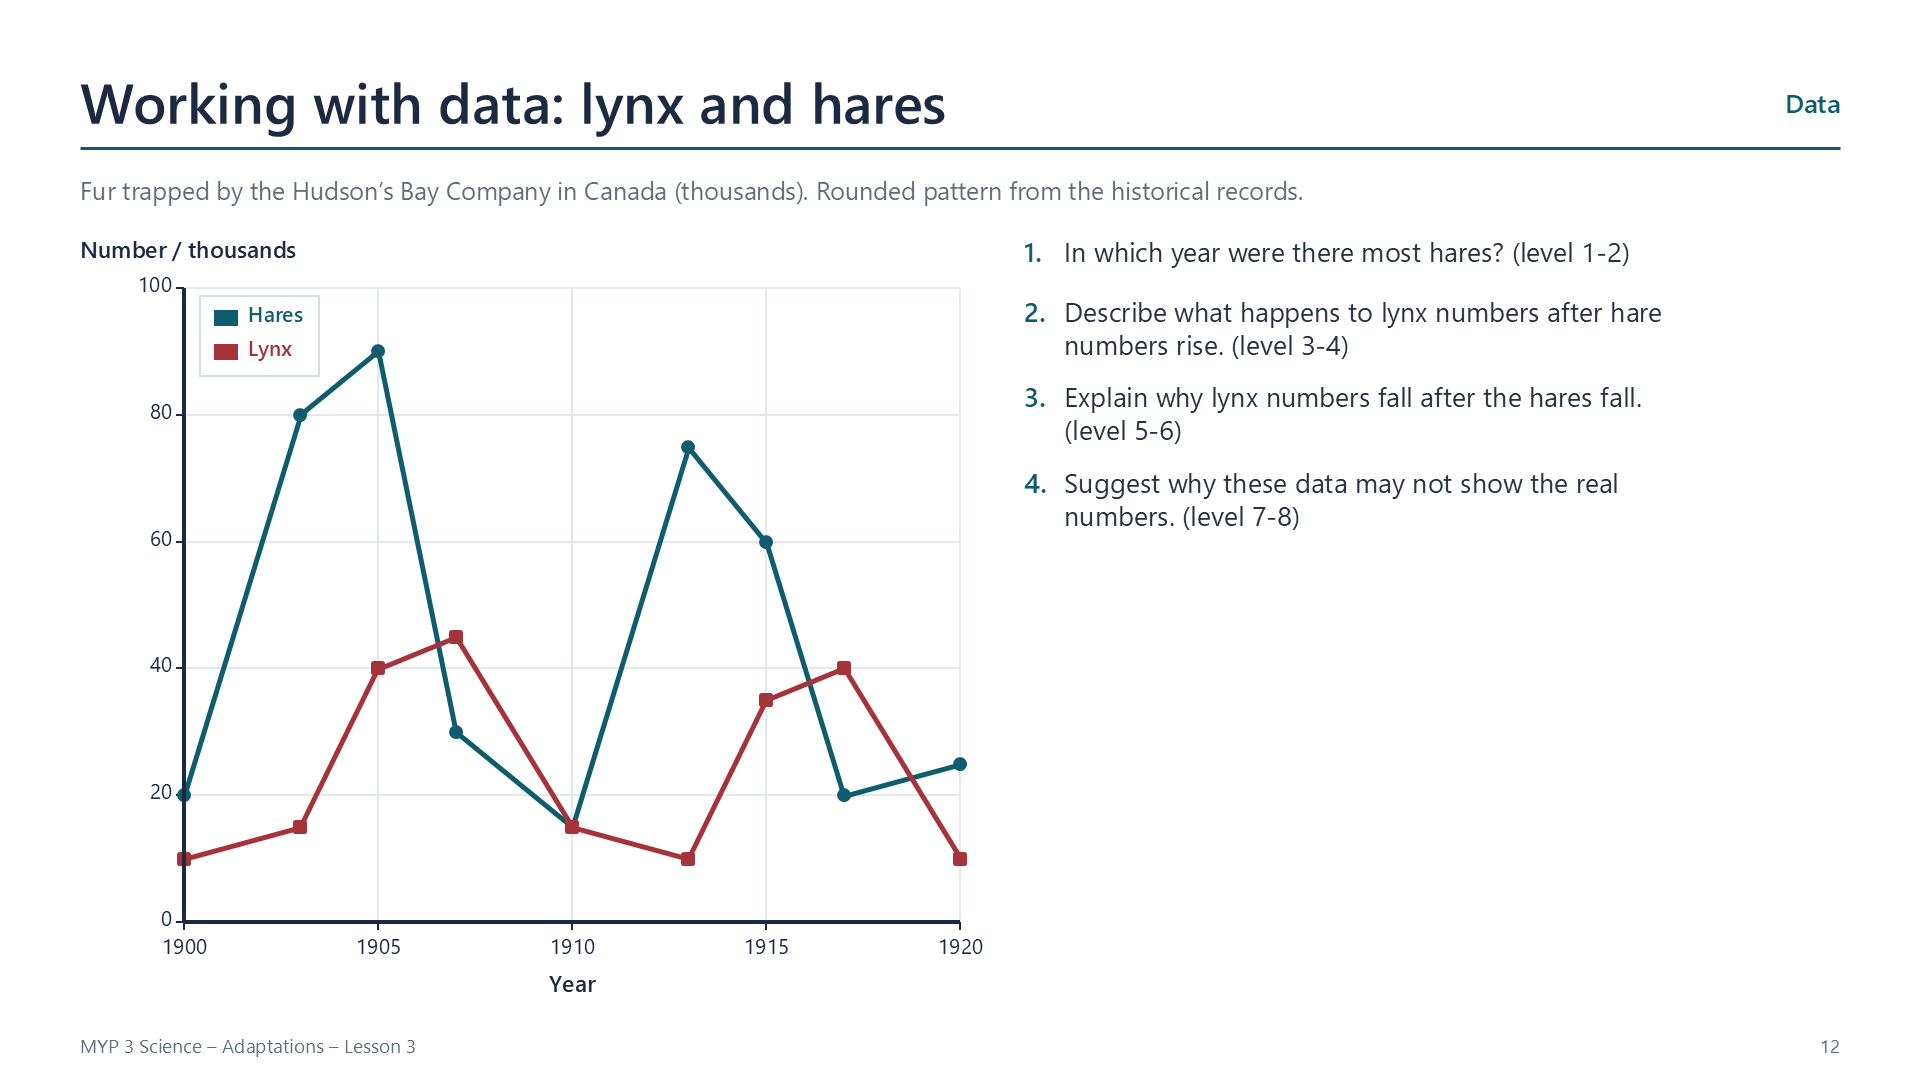 Working with data: lynx and hares
Data
Fur trapped by the Hudson’s Bay Company in Canada (thousands). Rounded pattern from the historical records.
Number / thousands
100
80
60
40
20
0
Hares
Lynx
1900
1905
1910
1915
1920
Year
1. In which year were there most hares? (level 1-2)
2. Describe what happens to lynx numbers after hare
numbers rise. (level 3-4)
3. Explain why lynx numbers fall after the hares fall.
(level 5-6)
4. Suggest why these data may not show the real
numbers. (level 7-8)
MYP 3 Science – Adaptations – Lesson 3
12